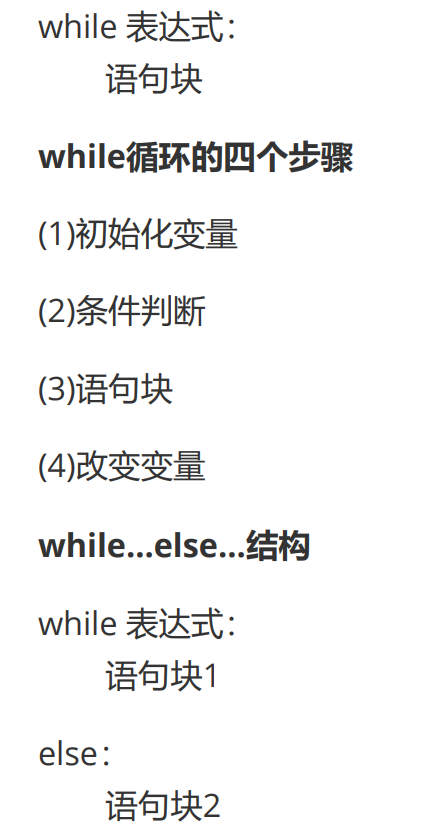 while 表达式：
语句块
while循环的四个步骤
(1)初始化变量
(2)条件判断
(3)语句块
(4)改变变量
while…else…结构
while 表达式：
语句块1
else：
语句块2